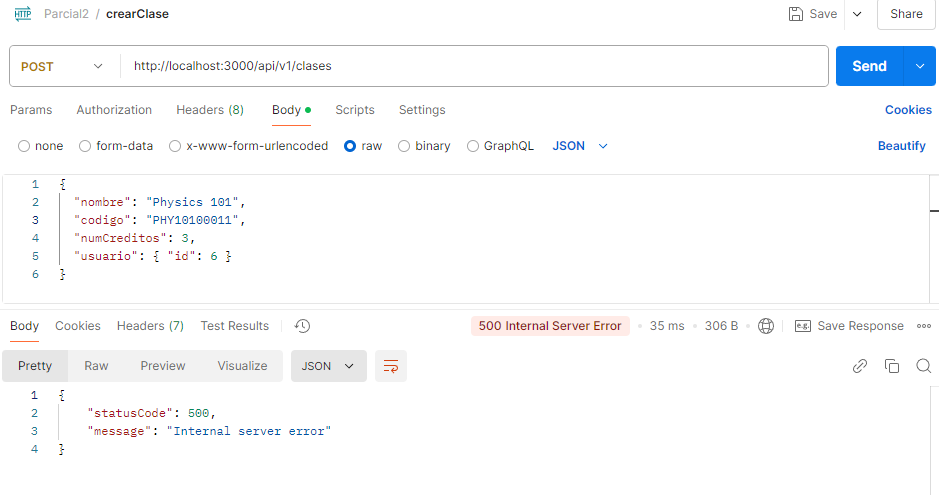 HTTP Parcial2 / crearClase Save Share
POST http://localhost:3000/api/v1/clases Send
Params Authorization Headers (8) Body Scripts Settings Cookies
none form-data x-www-form-urlencoded raw binary GraphQL JSON Beautify
1 {
2 "nombre": "Physics 101",
3 "codigo": "PHY10100011",
4 "numCreditos": 3,
5 "usuario": { "id": 6 }
6 }
Body Cookies Headers (7) Test Results 500 Internal Server Error 35 ms 306 B e.g. Save Response
Pretty Raw Preview Visualize JSON
1 {
2 "statusCode": 500,
3 "message": "Internal server error"
4 }